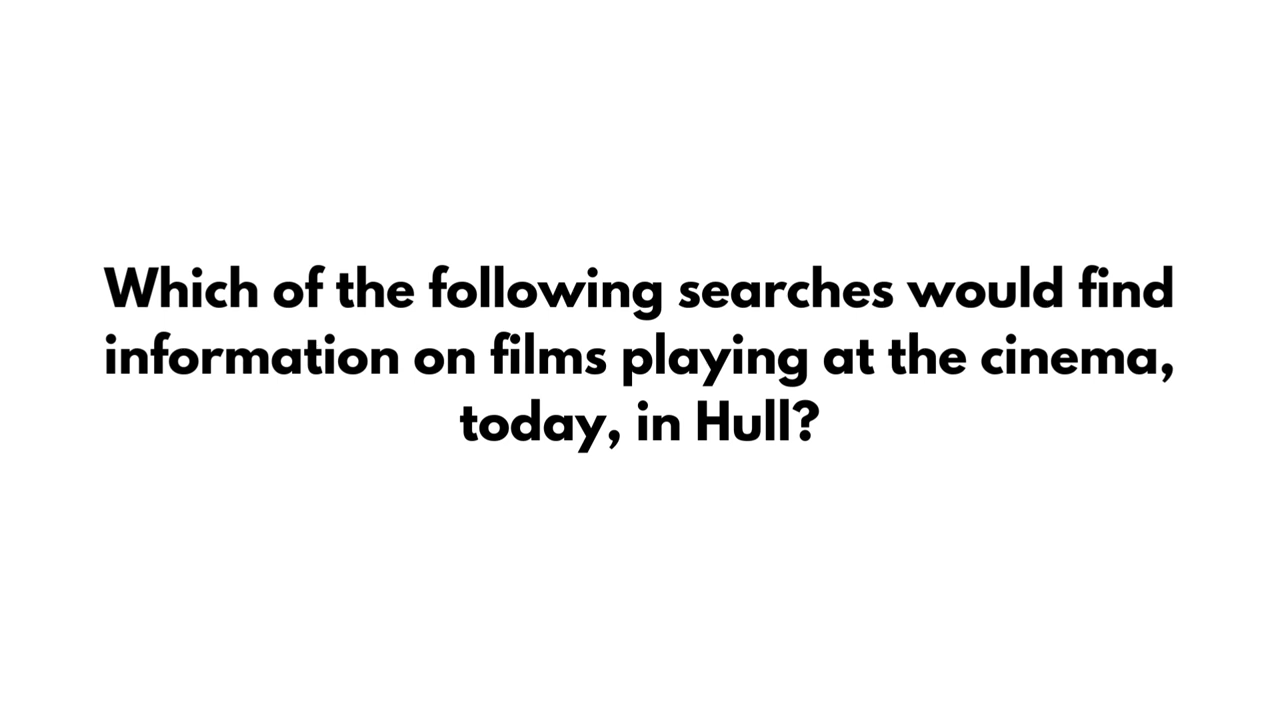 Which of the following searches would find
information on films playing at the cinema,
today, in Hull?